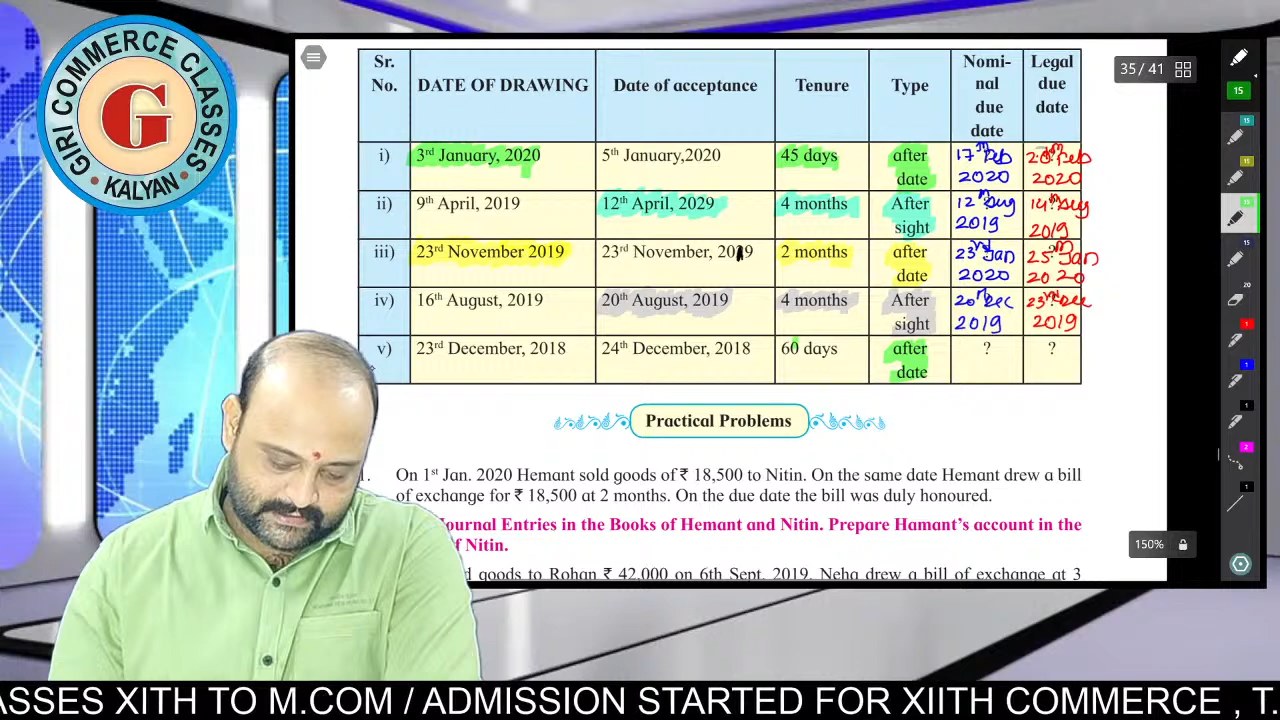 GIRI COMMERCE CLASSES
G
• KALYAN •
35/ 41
15
Sr. No. DATE OF DRAWING Date of acceptance Tenure Type Nomi-nal due date Legal due date
i) 3rd January, 2020 5th January,2020 45 days after date 17th Feb 2020 20th Feb 2020
ii) 9th April, 2019 12th April, 2029 4 months After sight 12th Aug 2019 2019
iii) 23rd November 2019 23rd November, 2019 2 months after date 23rd Jan 2020 25th Jan 2020
iv) 16th August, 2019 20th August, 2019 4 months After sight 20th Dec 2019 23rd Dec 2019
v) 23rd December, 2018 24th December, 2018 60 days after date ? ?
Practical Problems
On 1st Jan. 2020 Hemant sold goods of ₹ 18,500 to Nitin. On the same date Hemant drew a bill
of exchange for ₹ 18,500 at 2 months. On the due date the bill was duly honoured.
Journal Entries in the Books of Hemant and Nitin. Prepare Hamant's account in the
Nitin.
goods to Rohan ₹ 42,000 on 6th Sept. 2019. Neha drew a bill of exchange at 3
150%
ASSES XITH TO M.COM / ADMISSION STARTED FOR XIITH COMMERCE , T.